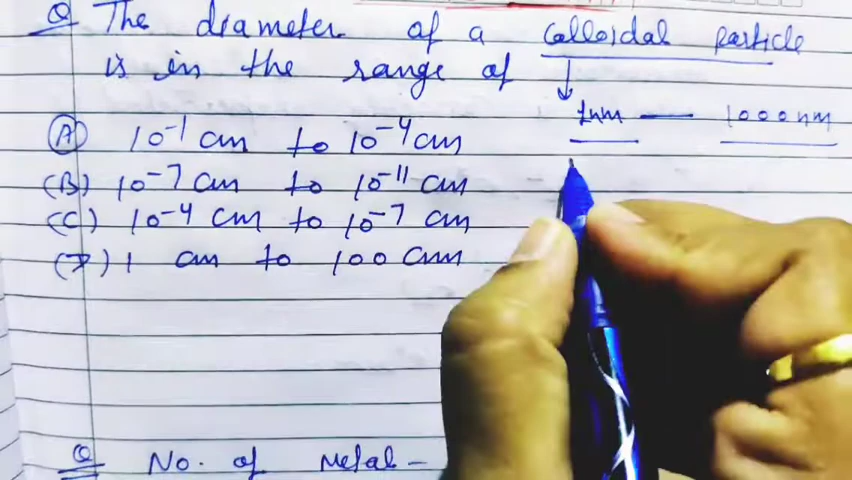 Q The diameter of a Colloidal particle
is in the range of
1nm — 1000nm
(A) 10⁻¹ cm to 10⁻⁴ cm
(B) 10⁻⁷ cm to 10⁻¹¹ cm
(C) 10⁻⁴ cm to 10⁻⁷ cm
(D) 1 cm to 100 cm
Q No. of Metal-